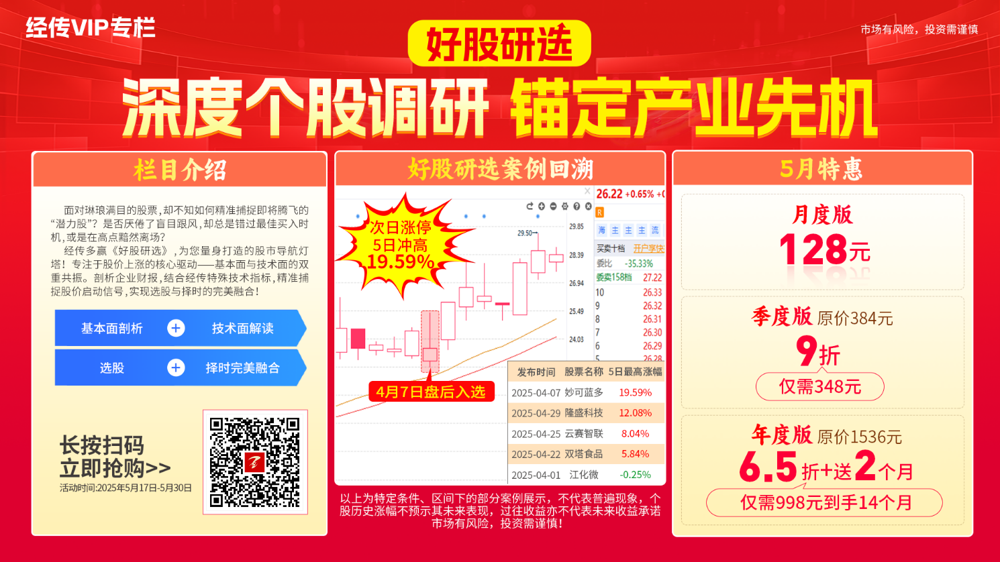 经传VIP专栏
市场有风险，投资需谨慎
好股研选
深度个股调研 锚定产业先机
栏目介绍
面对琳琅满目的股票,却不知如何精准捕捉即将腾飞的
“潜力股”？是否厌倦了盲目跟风,却总是错过最佳买入时
机,或是在高点黯然离场?
经传多赢《好股研选》,为您量身打造的股市导航灯
塔！专注于股价上涨的核心驱动——基本面与技术面的双
重共振。剖析企业财报,结合经传特殊技术指标,精准捕
捉股价启动信号,实现选股与择时的完美融合！
基本面剖析 + 技术面解读
选股 + 择时完美融合
长按扫码
立即抢购>>
活动时间:2025年5月17日-5月30日
好股研选案例回溯
次日涨停
5日冲高
19.59%
29.50
29.85
28.39
26.94
25.49
24.03
4月7日盘后入选
26.22 +0.65%
R
海 主 主 主 流
买卖十档 开户享快
委比 -35.33%
委卖158档 27.22
10 26.33
9 26.32
8 26.31
7 26.30
6 26.29
5 26.28
发布时间 股票名称 5日最高涨幅
2025-04-07 妙可蓝多 19.59%
2025-04-29 隆盛科技 12.08%
2025-04-25 云赛智联 8.04%
2025-04-22 双塔食品 5.84%
2025-04-01 江化微 -0.25%
以上为特定条件、区间下的部分案例展示，不代表普遍现象，个
股历史涨幅不预示其未来表现，过往收益亦不代表未来收益承诺
市场有风险，投资需谨慎！
5月特惠
月度版
128元
季度版 原价384元
9折
仅需348元
年度版 原价1536元
6.5折+送2个月
仅需998元到手14个月